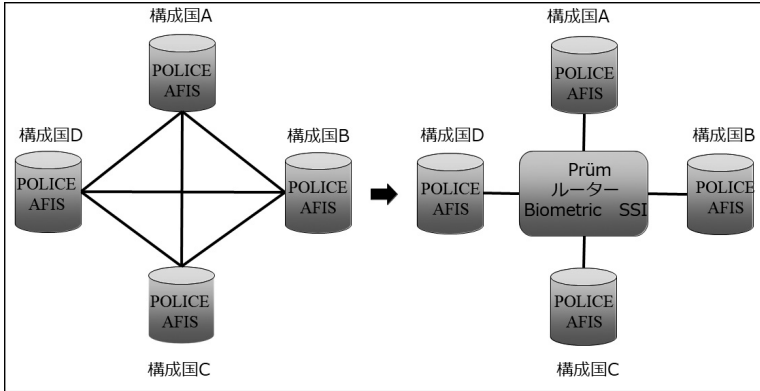 構成国A
POLICE
AFIS
構成国D
POLICE
AFIS
構成国B
POLICE
AFIS
POLICE
AFIS
構成国C
構成国A
POLICE
AFIS
構成国D
POLICE
AFIS
Prüm
ルーター
Biometric SSI
構成国B
POLICE
AFIS
POLICE
AFIS
構成国C